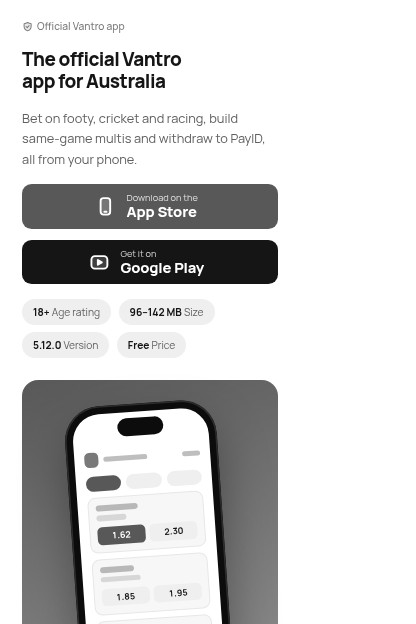 Official Vantro app
The official Vantro
app for Australia
Bet on footy, cricket and racing, build
same-game multis and withdraw to PayID,
all from your phone.
Download on the
App Store
Get it on
Google Play
18+ Age rating
96–142 MB Size
5.12.0 Version
Free Price
1.62
2.30
1.85
1.95